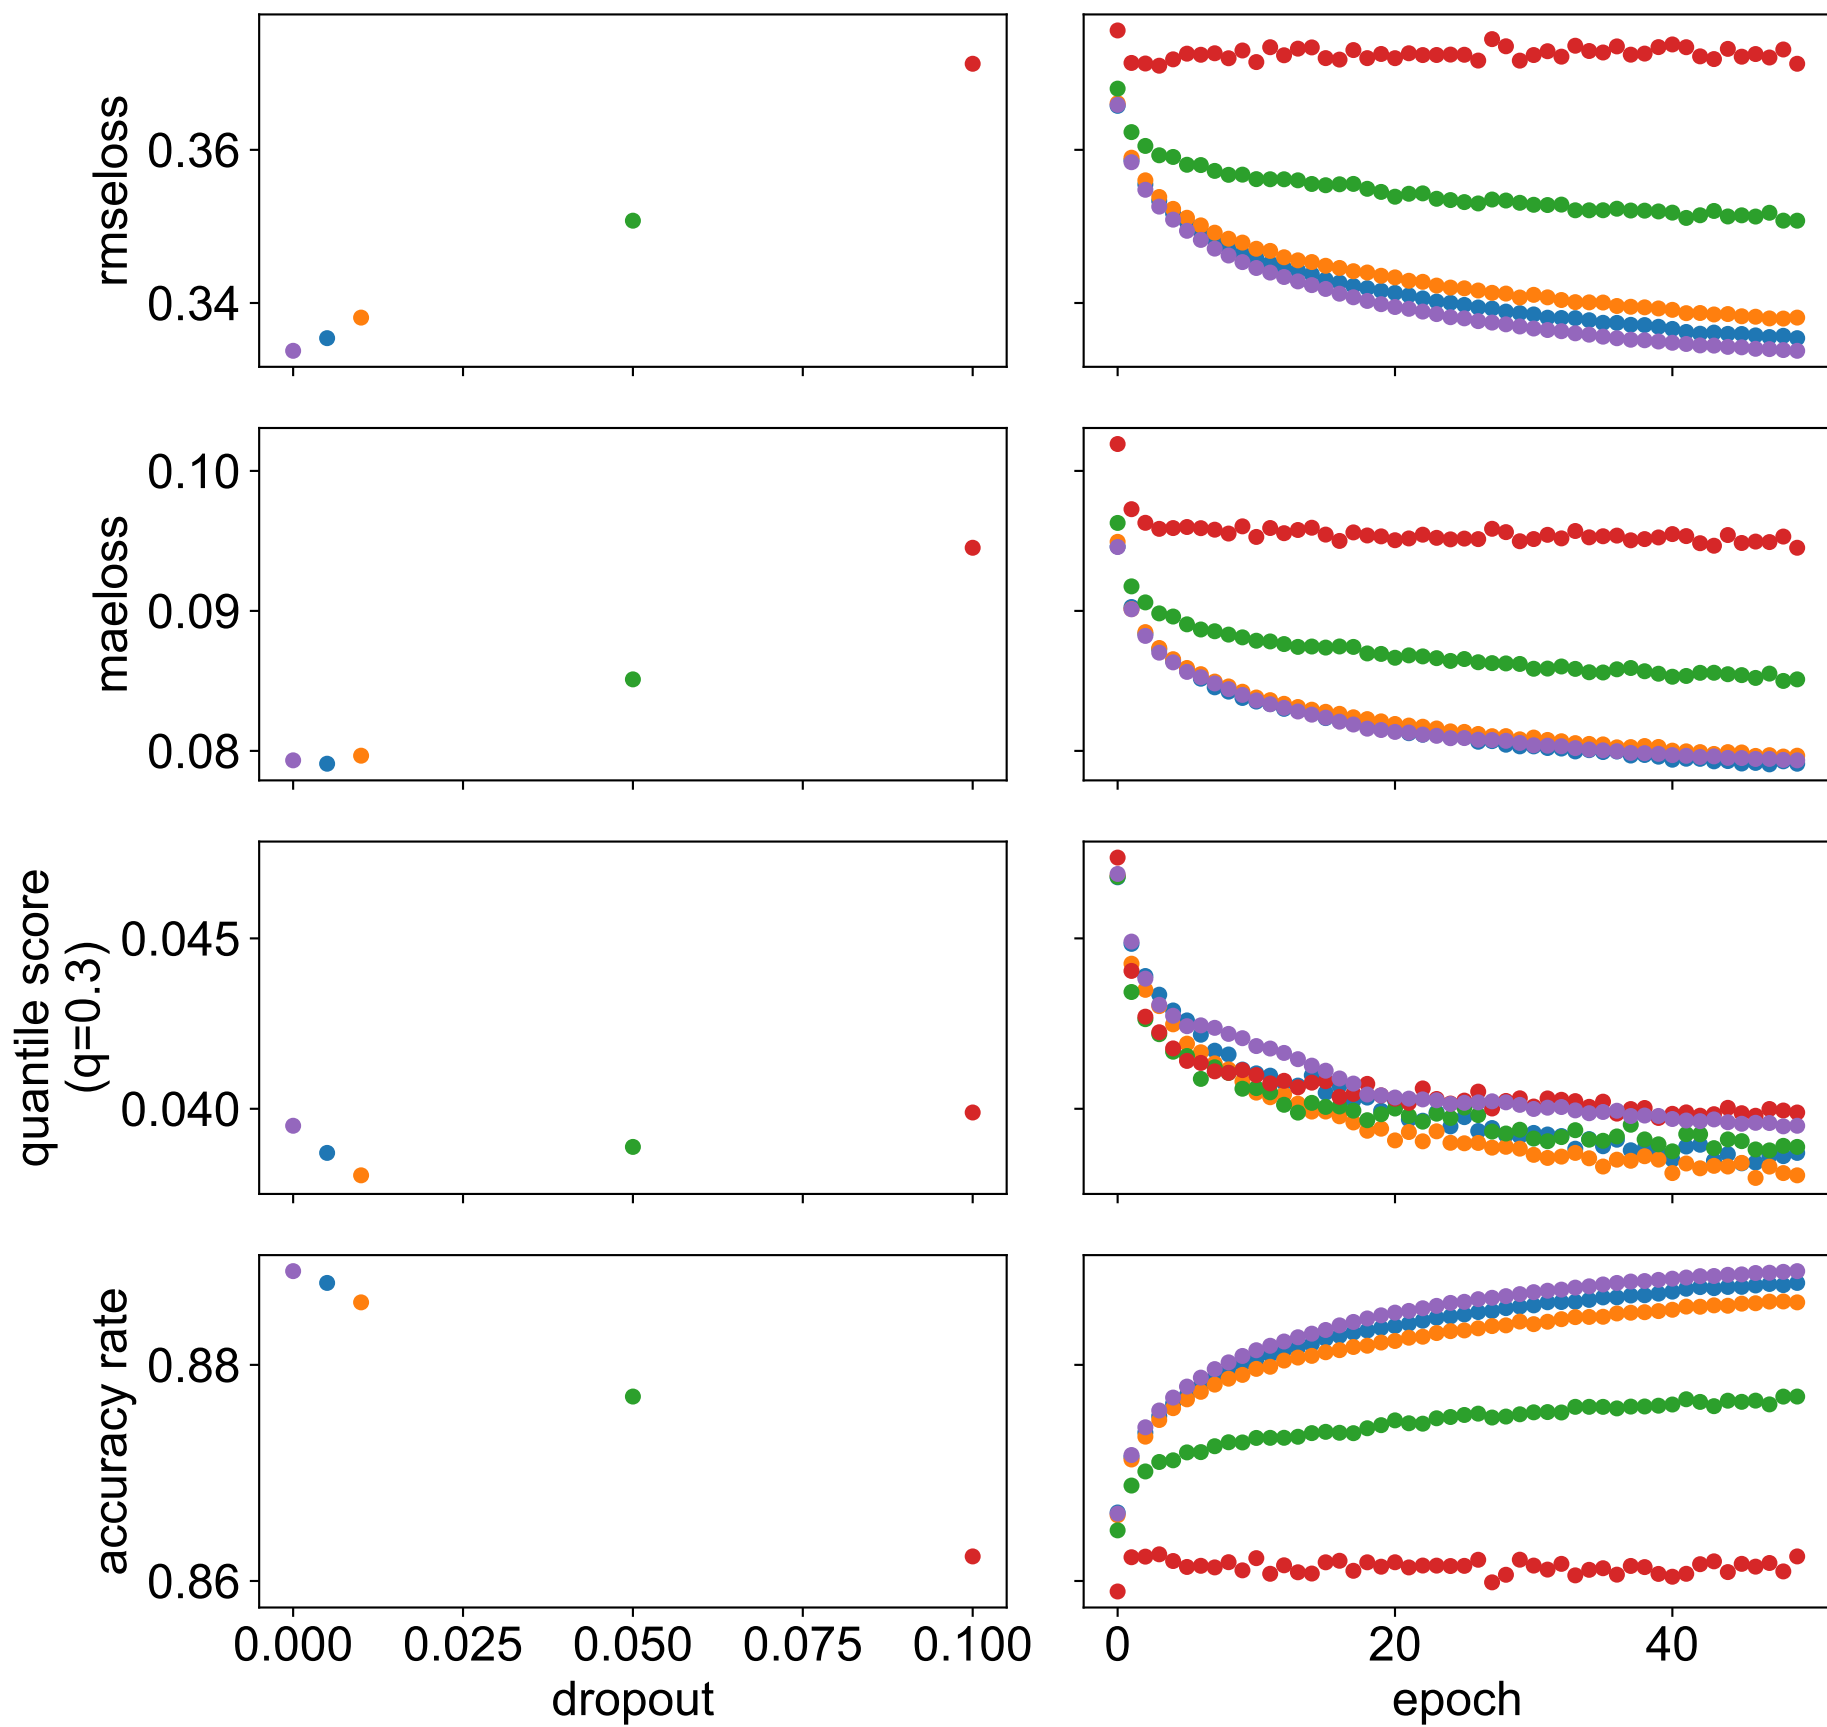 rmseloss
0.36
0.34
maeloss
0.10
0.09
0.08
quantile score
(q=0.3)
0.045
0.040
accuracy rate
0.88
0.86
0.000 0.025 0.050 0.075 0.100
dropout
0 20 40
epoch